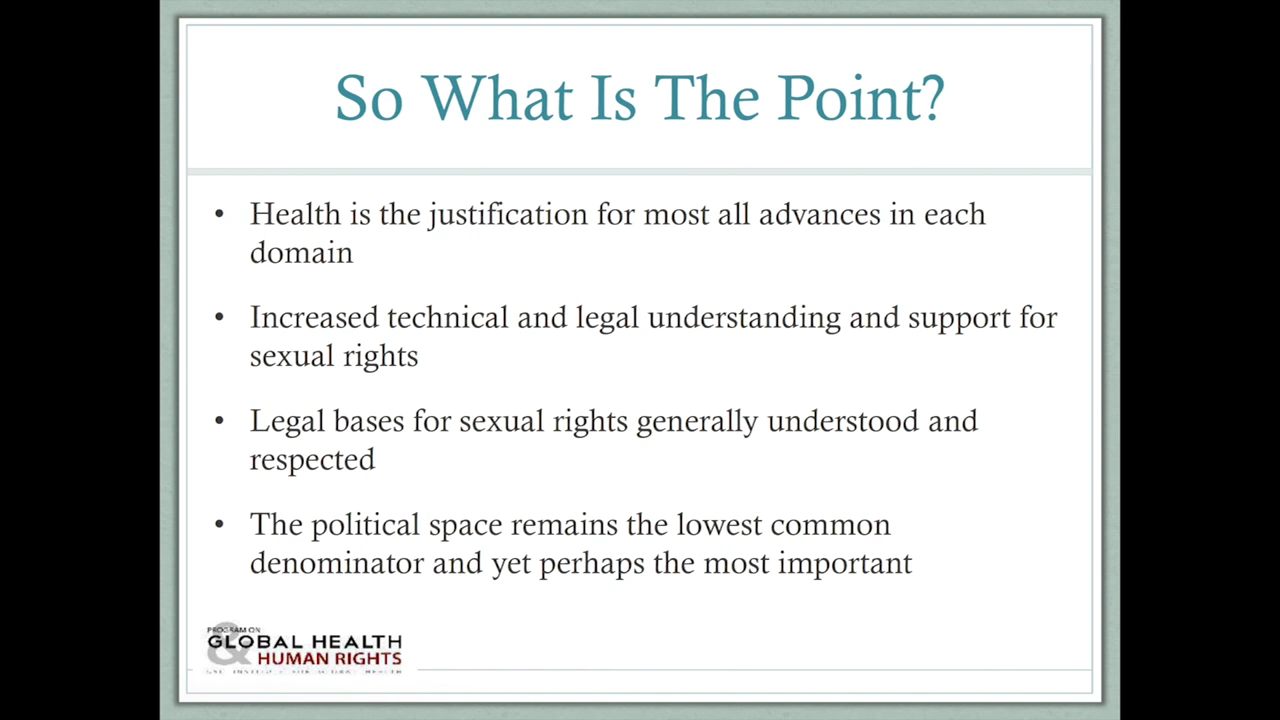 So What Is The Point?
• Health is the justification for most all advances in each
domain
• Increased technical and legal understanding and support for
sexual rights
• Legal bases for sexual rights generally understood and
respected
• The political space remains the lowest common
denominator and yet perhaps the most important
PROGRAM ON
GLOBAL HEALTH
& HUMAN RIGHTS